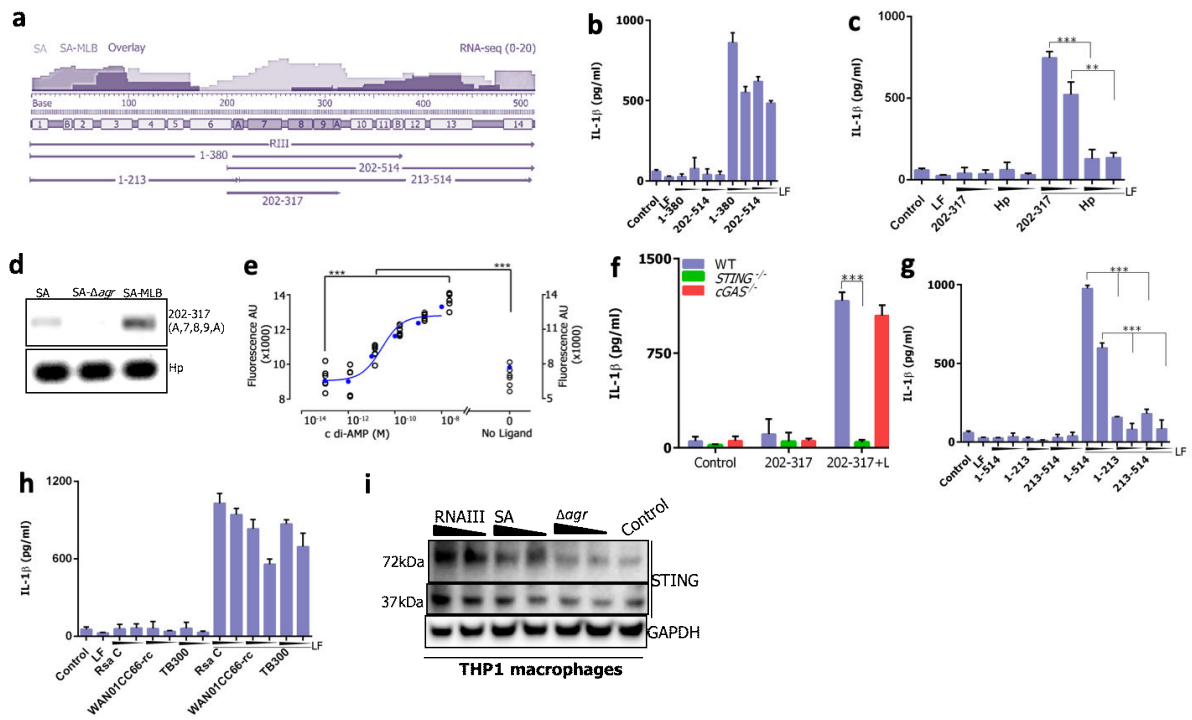 a
SA SA-MLB Overlay RNA-seq (0-20)
Base 100 200 300 400 500
1 B 2 3 4 5 6 A 7 8 9 A 10 11 B 12 13 14
RIII
1-380
202-514
1-213 213-514
202-317
b
IL-1β (pg/ml)
1000
500
0
Control LF 1-380 202-514 1-380 202-514 LF
c
IL-1β (pg/ml)
1000
500
0
*** **
Control LF 202-317 Hp 202-317 Hp LF
d
SA SA-Δagr SA-MLB
202-317
(A,7,8,9,A)
Hp
e
*** ***
Fluorescence AU
(x1000)
14
12
10
8
10⁻¹⁴ 10⁻¹² 10⁻¹⁰ 10⁻⁸ 0
c di-AMP (M) No Ligand
14
11
8
5
Fluorescence AU
(x1000)
f
WT
STING⁻/⁻
cGAS⁻/⁻
***
IL-1β (pg/ml)
1500
750
0
Control 202-317 202-317+L
g
IL-1β (pg/ml)
1000
500
0
***
***
Control LF 1-514 1-213 213-514 1-514 1-213 213-514 LF
h
IL-1β (pg/ml)
1200
600
0
Control LF Rsa C WAN01CC66-rc TB300 Rsa C WAN01CC66-rc TB300 LF
i
RNAIII SA Δagr Control
72kDa
37kDa
STING
GAPDH
THP1 macrophages